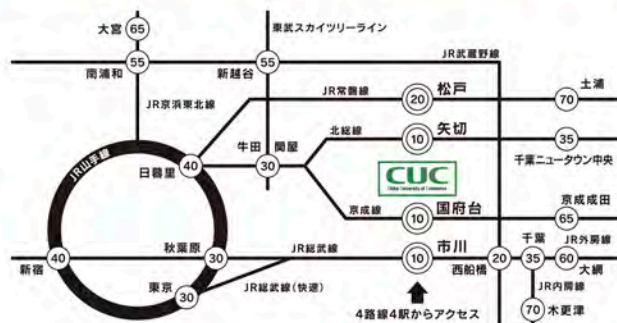 大宮 65
東武スカイツリーライン
JR武蔵野線
55 南浦和
55 新越谷
JR京浜東北線
JR常磐線
20 松戸
70 土浦
北総線
10 矢切
35 千葉ニュータウン中央
JR山手線
日暮里 40
牛田 関屋 30
CUC
Chiba University of Commerce
京成線
10 国府台
京成成田 65
新宿 40
秋葉原 30
JR総武線
10 市川
西船橋 20
千葉 35
JR外房線
60 大網
東京 30
JR総武線(快速)
4路線4駅からアクセス
JR内房線
70 木更津